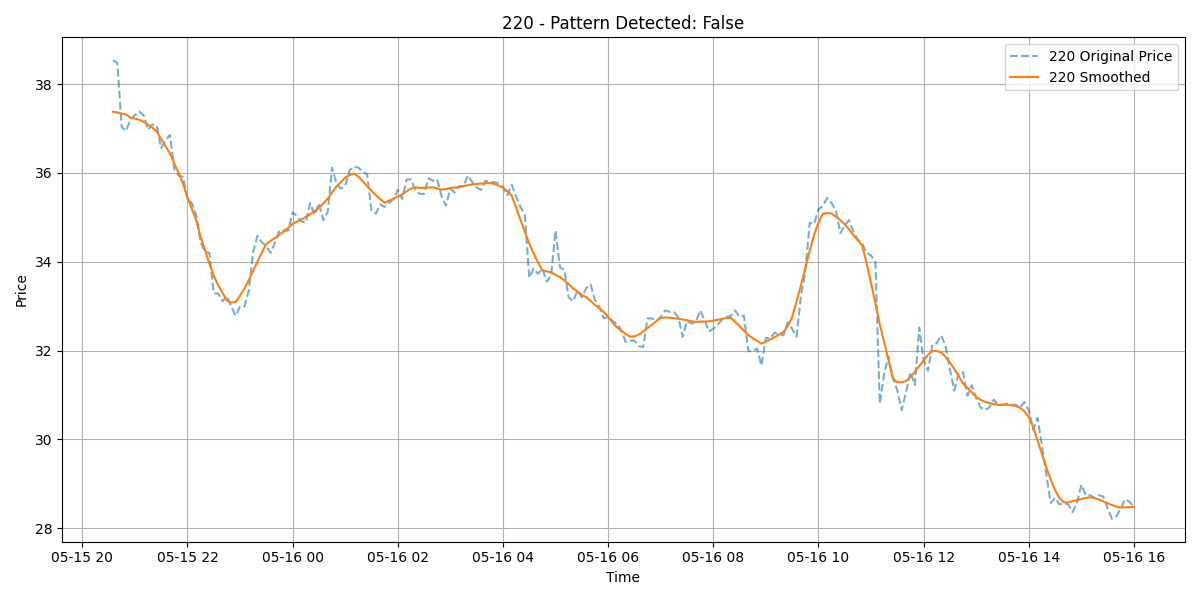 220 - Pattern Detected: False
220 Original Price
220 Smoothed
Price
38
36
34
32
30
28
05-15 20 05-15 22 05-16 00 05-16 02 05-16 04 05-16 06 05-16 08 05-16 10 05-16 12 05-16 14 05-16 16
Time